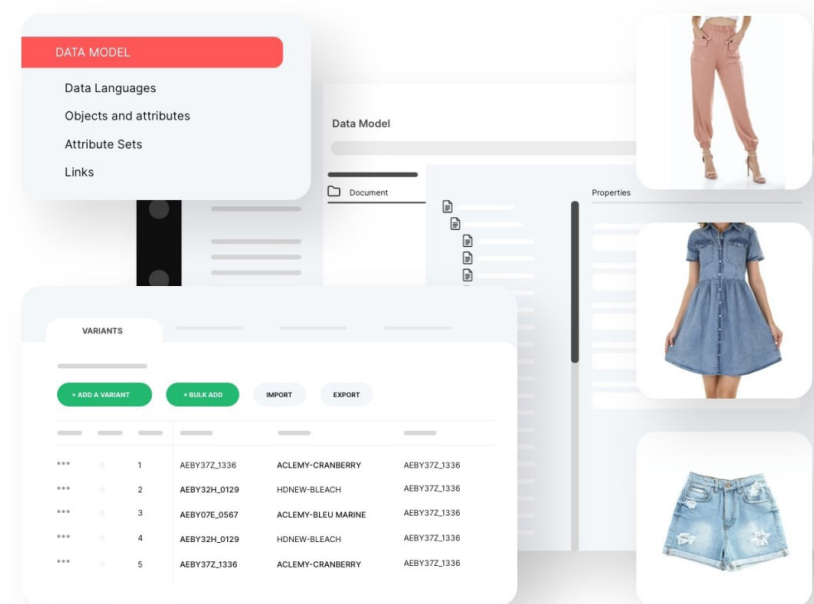 DATA MODEL
Data Languages
Objects and attributes
Attribute Sets
Links
Data Model
Document
Properties
VARIANTS
+ ADD A VARIANT
+ BULK ADD
IMPORT
EXPORT
*** 1 AEBY37Z_1336 ACLEMY-CRANBERRY AEBY37Z_1336
*** 2 AEBY32H_0129 HDNEW-BLEACH AEBY37Z_1336
*** 3 AEBY07E_0567 ACLEMY-BLEU MARINE AEBY37Z_1336
*** 4 AEBY32H_0129 HDNEW-BLEACH AEBY37Z_1336
*** 5 AEBY37Z_1336 ACLEMY-CRANBERRY AEBY37Z_1336